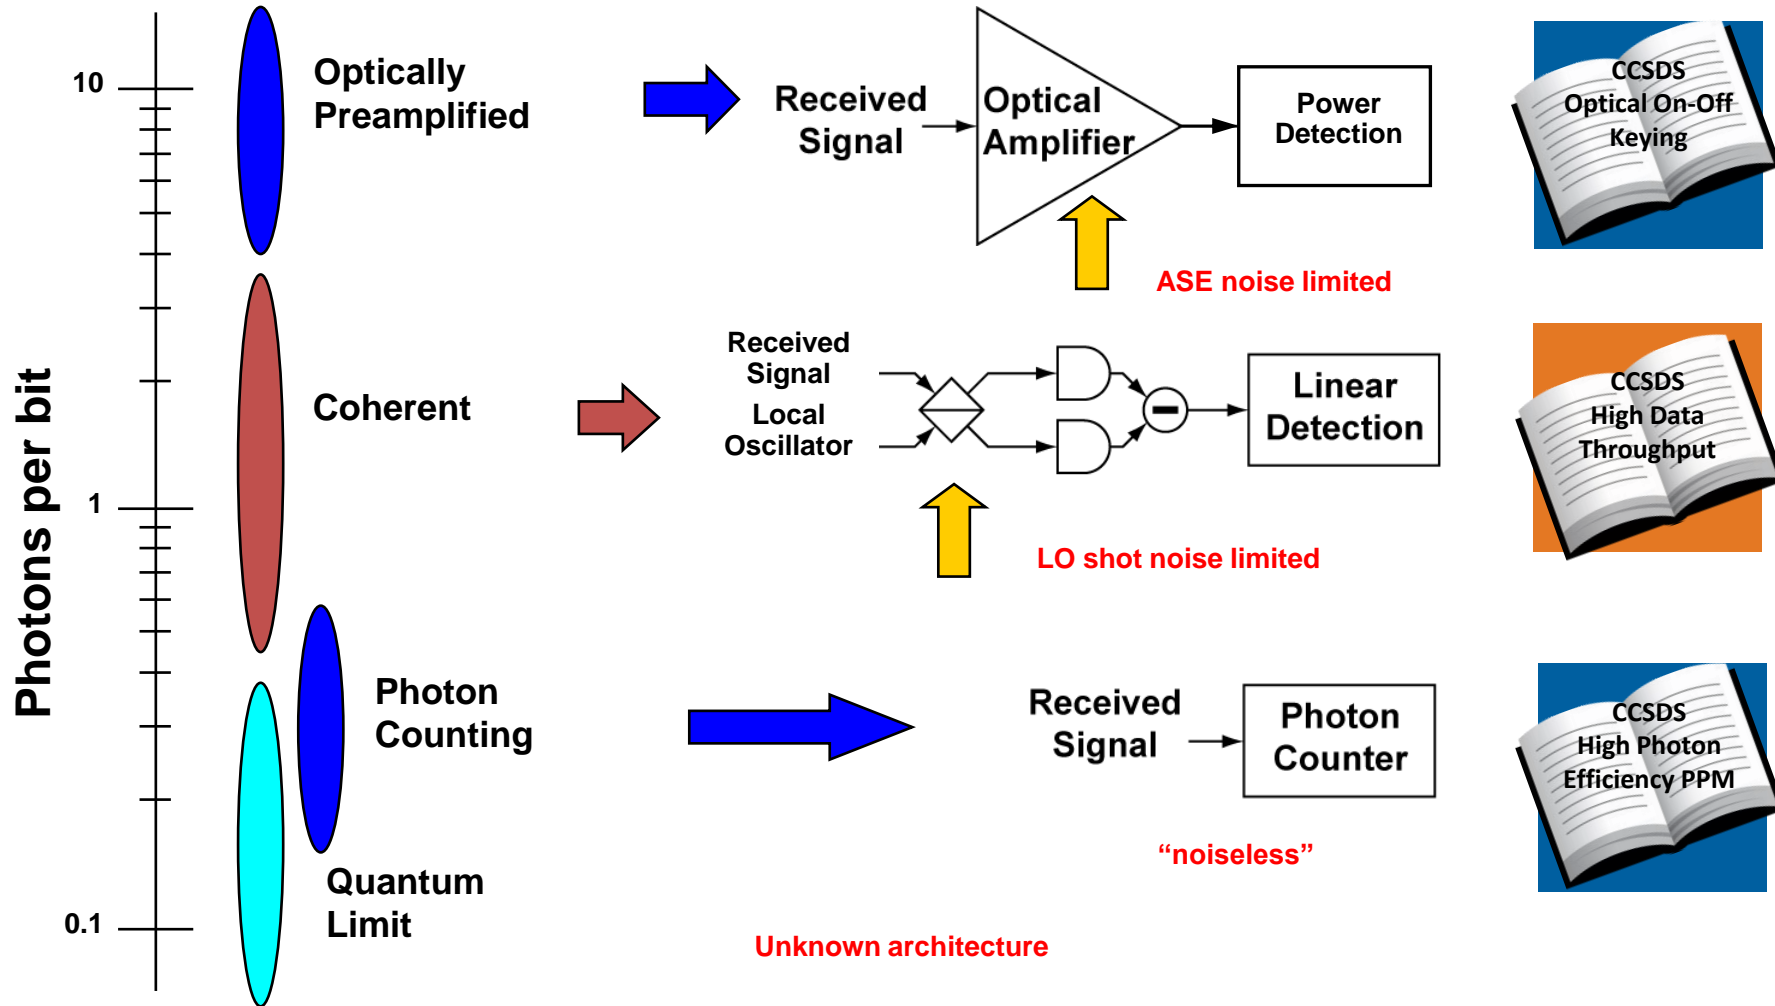 10
Optically
Preamplified
Received
Signal
Optical
Amplifier
Power
Detection
CCSDS
Optical On-Off
Keying
ASE noise limited
Photons per bit
Coherent
Received
Signal
Local
Oscillator
Linear
Detection
CCSDS
High Data
Throughput
1
LO shot noise limited
Photon
Counting
Received
Signal
Photon
Counter
CCSDS
High Photon
Efficiency PPM
“noiseless”
Quantum
Limit
0.1
Unknown architecture